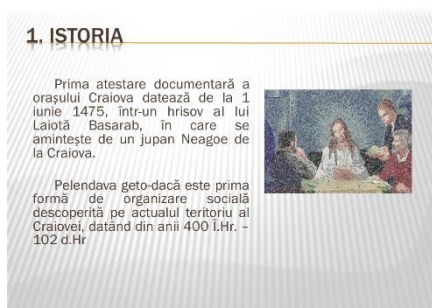 1. ISTORIA
Prima atestare documentară a
orașului Craiova datează de la 1
iunie 1475, într-un hrisov al lui
Laiotă Basarab, în care se
amintește de un jupan Neagoe de
la Craiova.
Pelendava geto-dacă este prima
formă de organizare socială
descoperită pe actualul teritoriu al
Craiovei, datând din anii 400 Î.Hr. –
102 d.Hr